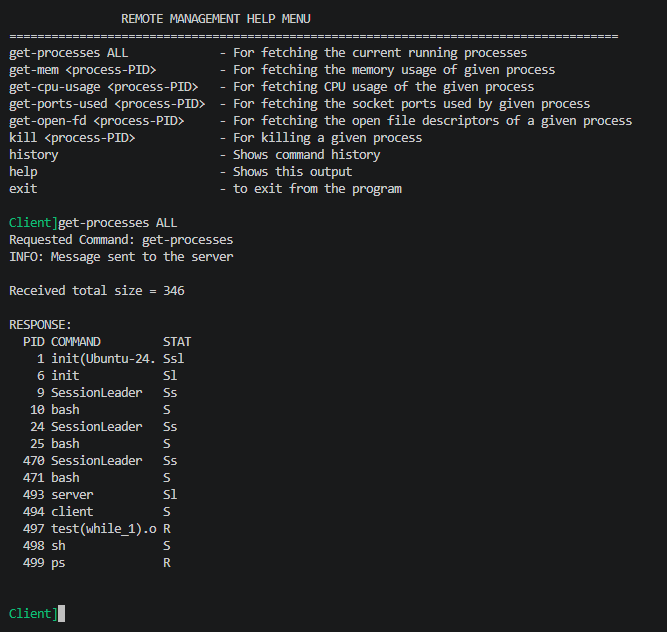 REMOTE MANAGEMENT HELP MENU
=======================================================================================
get-processes ALL             - For fetching the current running processes
get-mem <process-PID>         - For fetching the memory usage of given process
get-cpu-usage <process-PID>   - For fetching CPU usage of the given process
get-ports-used <process-PID>  - For fetching the socket ports used by given process
get-open-fd <process-PID>     - For fetching the open file descriptors of a given process
kill <process-PID>            - For killing a given process
history                       - Shows command history
help                          - Shows this output
exit                          - to exit from the program
Client]get-processes ALL
Requested Command: get-processes
INFO: Message sent to the server
Received total size = 346
RESPONSE:
  PID COMMAND         STAT
    1 init(Ubuntu-24. Ssl
    6 init            Sl
    9 SessionLeader   Ss
   10 bash            S
   24 SessionLeader   Ss
   25 bash            S
  470 SessionLeader   Ss
  471 bash            S
  493 server          Sl
  494 client          S
  497 test(while_1).o R
  498 sh              S
  499 ps              R
Client]